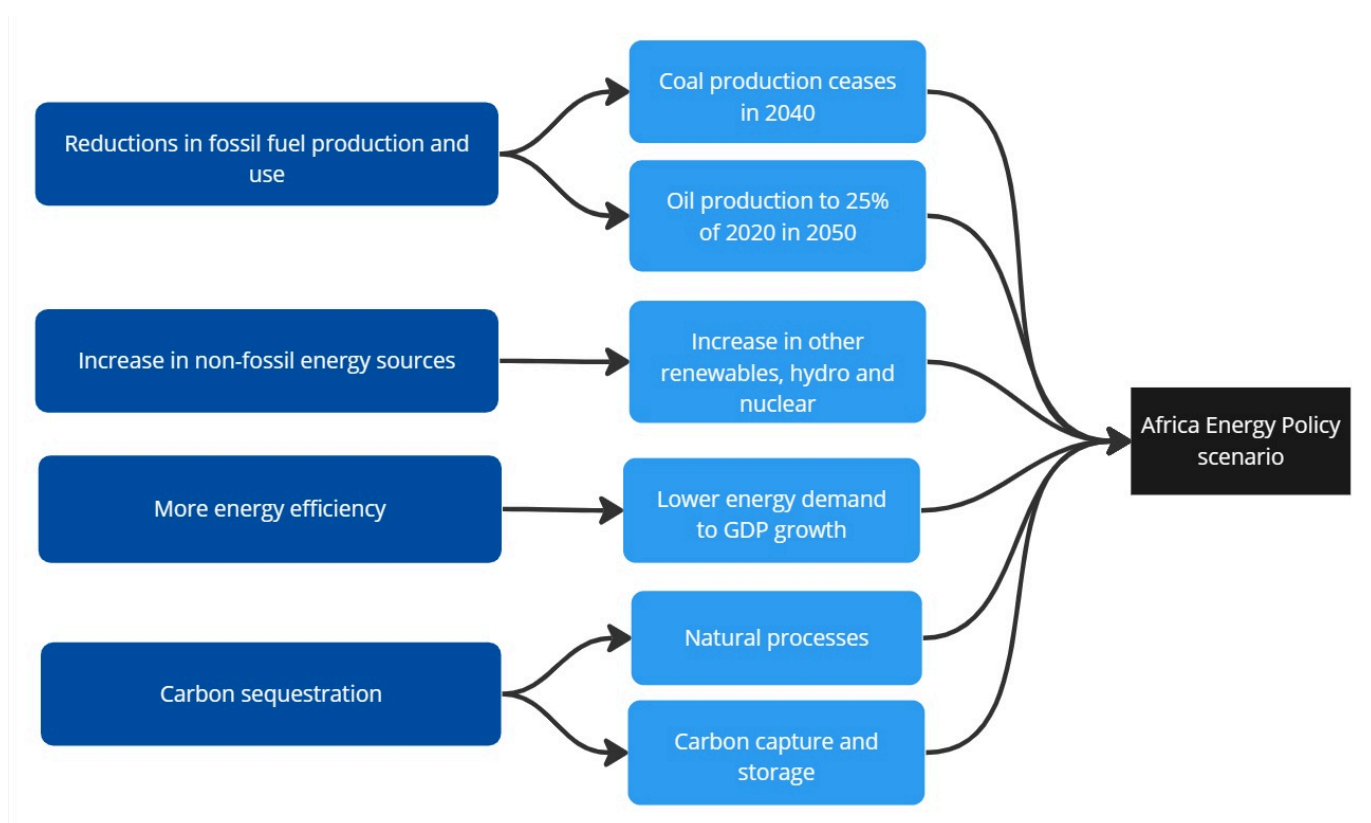 Reductions in fossil fuel production and
use
Coal production ceases
in 2040
Oil production to 25%
of 2020 in 2050
Increase in non-fossil energy sources
Increase in other
renewables, hydro and
nuclear
More energy efficiency
Lower energy demand
to GDP growth
Carbon sequestration
Natural processes
Carbon capture and
storage
Africa Energy Policy
scenario